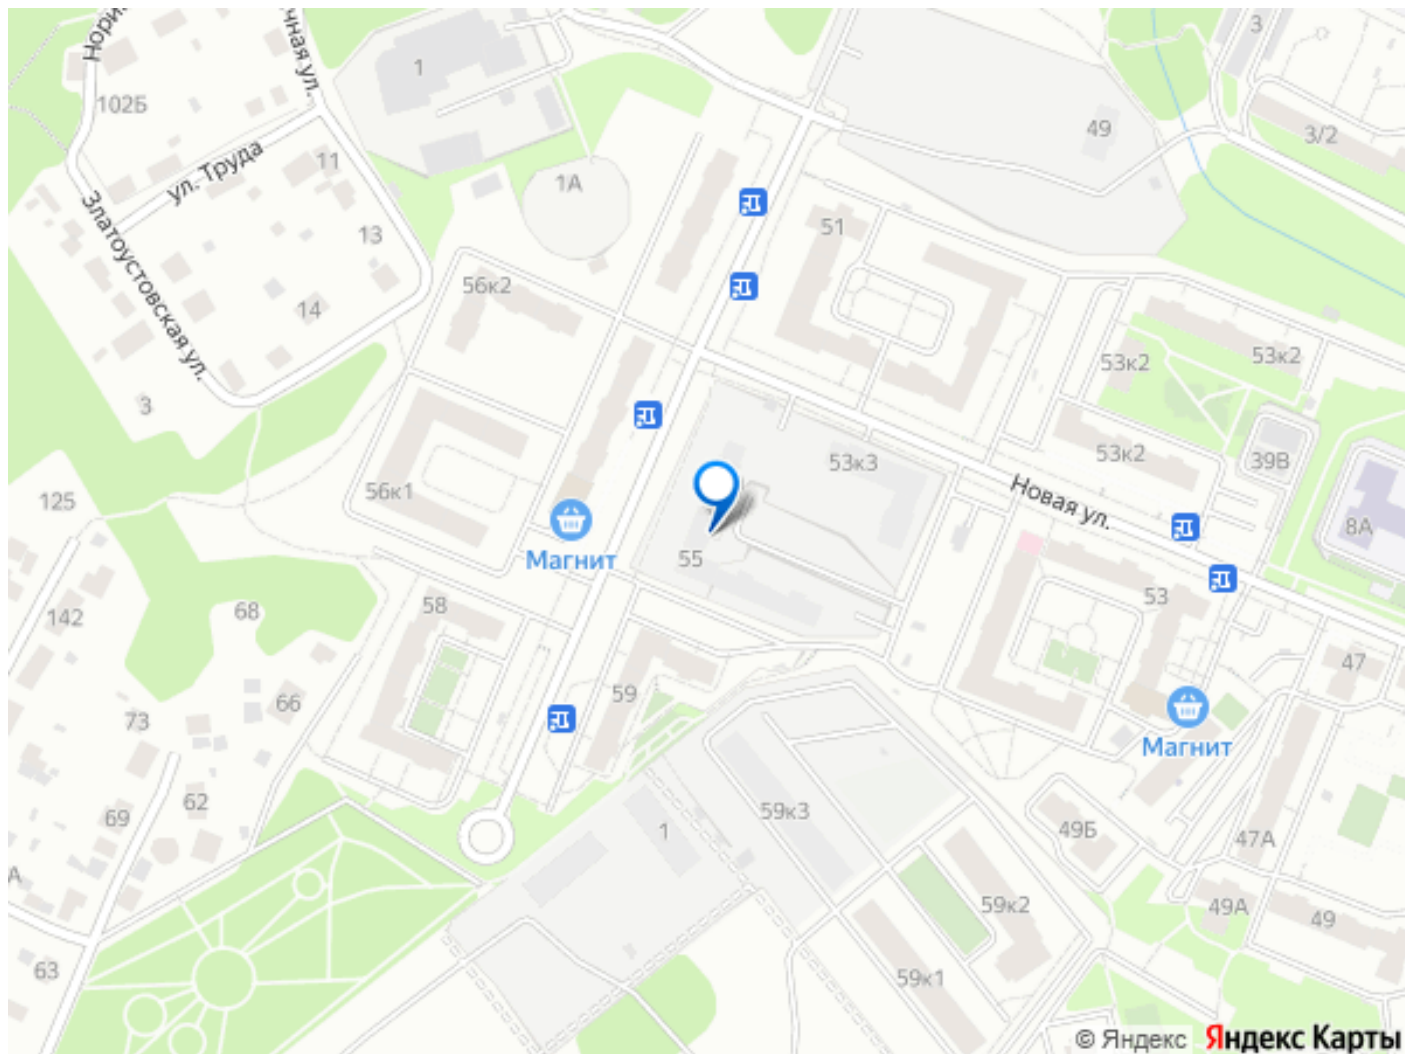 Нори
чная ул.
1
3
102Б
49
3/2
ул. Труда
11
1А
Златоустовская ул.
13
51
56к2
14
53к2
53к2
3
53к2
53к3
39В
56к1
125
Новая ул.
8А
Магнит
55
142
68
58
53
47
66
59
73
Магнит
62
69
1
59к3
49Б
47А
А
59к2
49А
49
63
59к1
© Яндекс Яндекс Карты